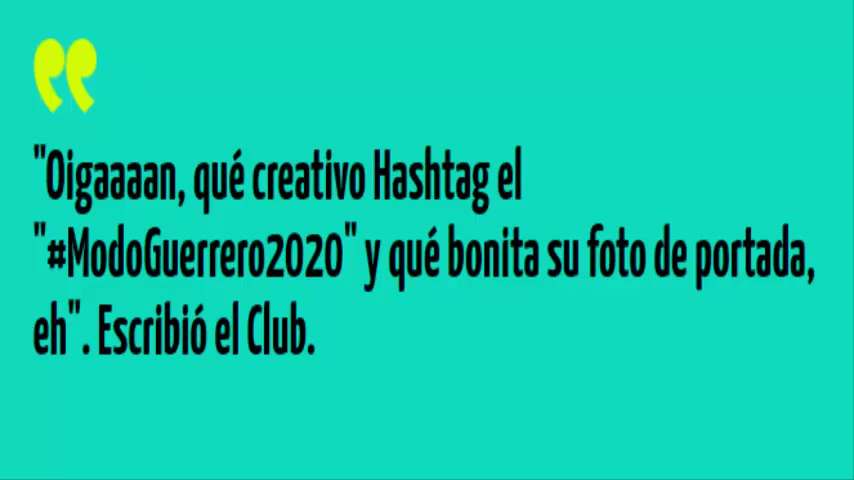 "Oigaaaan, qué creativo Hashtag el
"#ModoGuerrero2020" y qué bonita su foto de portada,
eh". Escribió el Club.